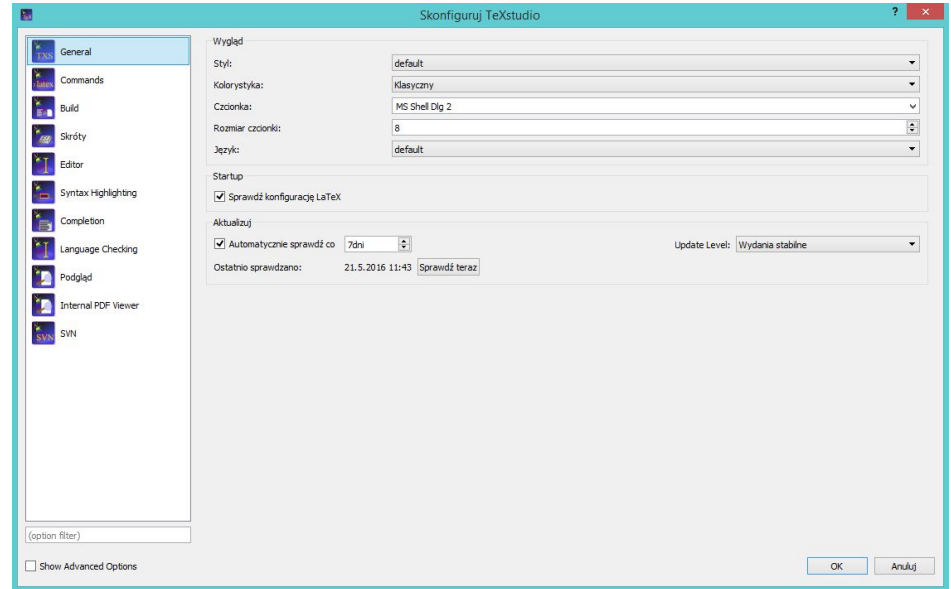 Skonfiguruj TeXstudio
?
TXS General
latex Commands
Build
Skróty
Editor
Syntax Highlighting
Completion
Language Checking
Podgląd
Internal PDF Viewer
SVN SVN
(option filter)
Show Advanced Options
Wygląd
Styl: default
Kolorystyka: Klasyczny
Czcionka: MS Shell Dlg 2
Rozmiar czcionki: 8
Język: default
Startup
Sprawdź konfigurację LaTeX
Aktualizuj
Automatycznie sprawdź co 7dni Update Level: Wydania stabilne
Ostatnio sprawdzano: 21.5.2016 11:43 Sprawdź teraz
OK Anuluj